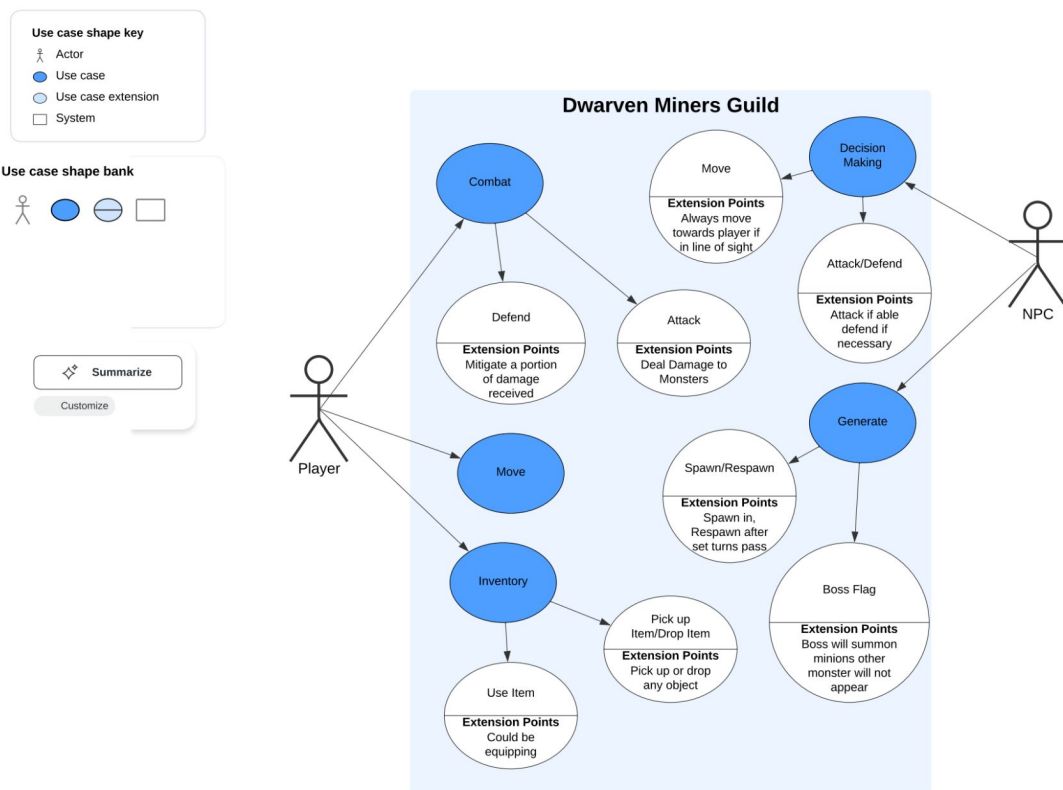 Use case shape key
Actor
Use case
Use case extension
System
Use case shape bank
Summarize
Customize
Dwarven Miners Guild
Combat
Defend
Extension Points
Mitigate a portion
of damage
received
Attack
Extension Points
Deal Damage to
Monsters
Move
Extension Points
Always move
towards player if
in line of sight
Decision
Making
Attack/Defend
Extension Points
Attack if able
defend if
necessary
NPC
Player
Move
Generate
Spawn/Respawn
Extension Points
Spawn in,
Respawn after
set turns pass
Boss Flag
Extension Points
Boss will summon
minions other
monster will not
appear
Inventory
Pick up
Item/Drop Item
Extension Points
Pick up or drop
any object
Use Item
Extension Points
Could be
equipping